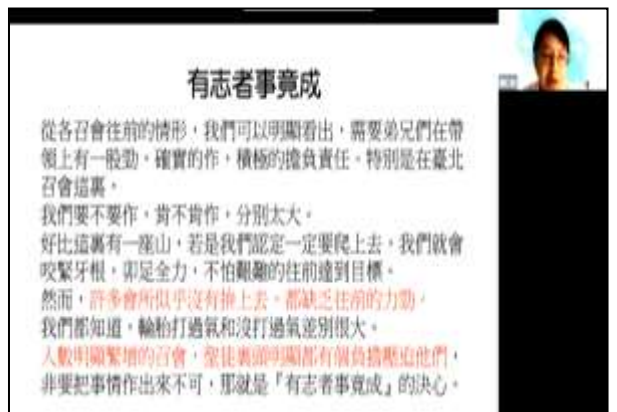 有志者事竟成
從各召會往前的情形，我們可以明顯看出，需要弟兄們在帶
領上有一股勁，確實的作，積極的擔負責任。特別是在臺北
召會這裏。
我們要不要作，肯不肯作，分別太大。
好比這裏有一座山，若是我們認定一定要爬上去，我們就會
咬緊牙根，卯足全力，不怕艱難的往前達到目標。
然而，許多會所似乎沒有拚上去，都缺乏往前的力勁。
我們都知道，輪胎打過氣和沒打過氣差別很大。
人數明顯繁增的召會，聖徒裏頭明顯都有個負擔壓迫他們，
非要把事情作出來不可，那就是『有志者事竟成』的決心。